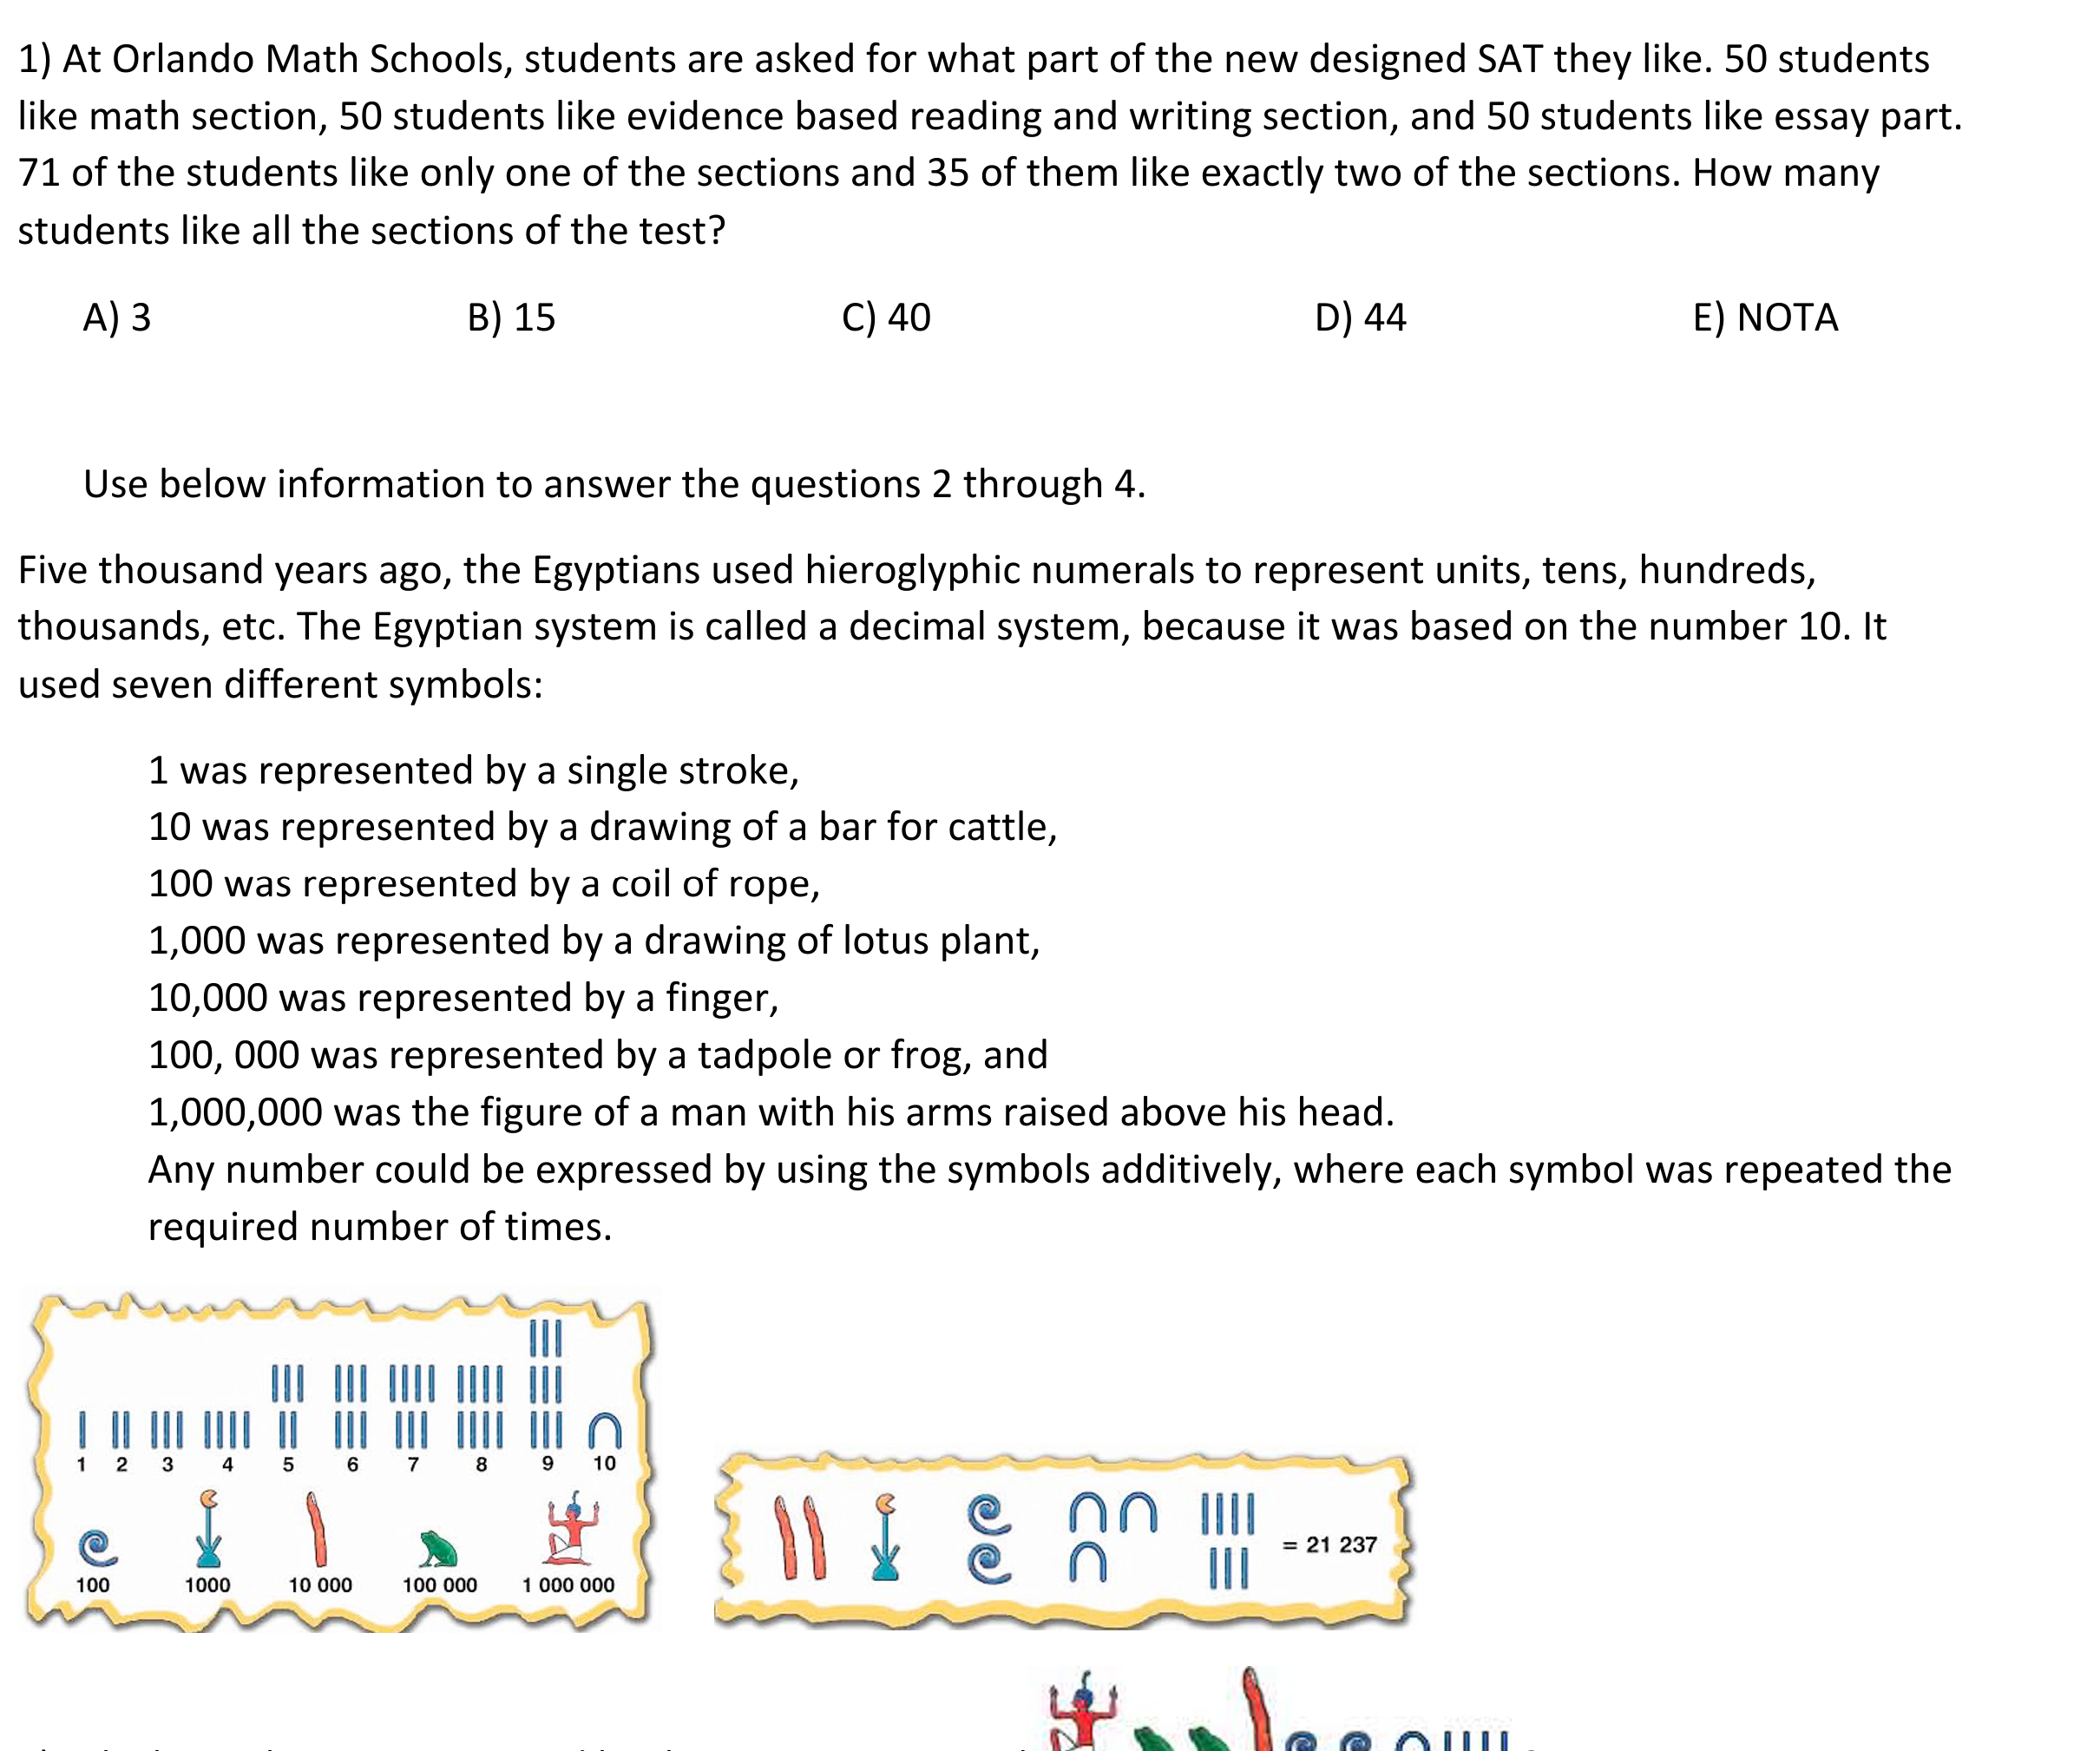 1) At Orlando Math Schools, students are asked for what part of the new designed SAT they like. 50 students
like math section, 50 students like evidence based reading and writing section, and 50 students like essay part.
71 of the students like only one of the sections and 35 of them like exactly two of the sections. How many
students like all the sections of the test?
A) 3 B) 15 C) 40 D) 44 E) NOTA
Use below information to answer the questions 2 through 4.
Five thousand years ago, the Egyptians used hieroglyphic numerals to represent units, tens, hundreds,
thousands, etc. The Egyptian system is called a decimal system, because it was based on the number 10. It
used seven different symbols:
1 was represented by a single stroke,
10 was represented by a drawing of a bar for cattle,
100 was represented by a coil of rope,
1,000 was represented by a drawing of lotus plant,
10,000 was represented by a finger,
100, 000 was represented by a tadpole or frog, and
1,000,000 was the figure of a man with his arms raised above his head.
Any number could be expressed by using the symbols additively, where each symbol was repeated the
required number of times.
1 2 3 4 5 6 7 8 9 10
100 1000 10 000 100 000 1 000 000
= 21 237